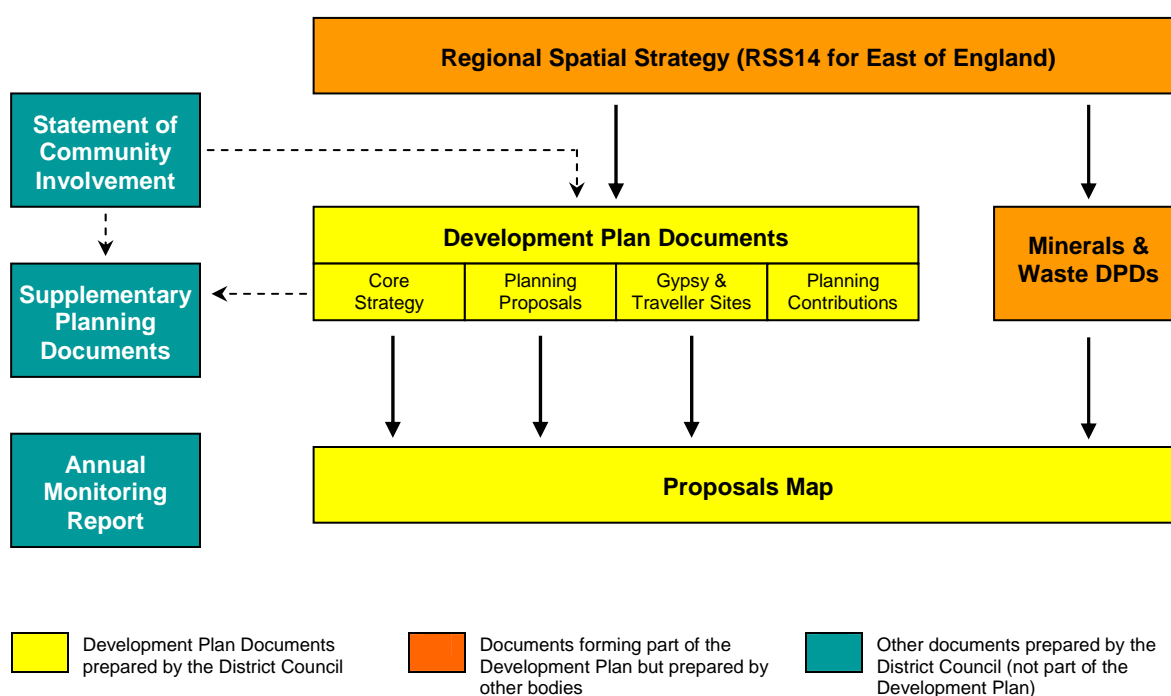 Regional Spatial Strategy (RSS14 for East of England)
Statement of
Community
Involvement
Development Plan Documents
Core
Strategy
Planning
Proposals
Gypsy &
Traveller Sites
Planning
Contributions
Minerals &
Waste DPDs
Supplementary
Planning
Documents
Annual
Monitoring
Report
Proposals Map
Development Plan Documents
prepared by the District Council
Documents forming part of the
Development Plan but prepared by
other bodies
Other documents prepared by the
District Council (not part of the
Development Plan)